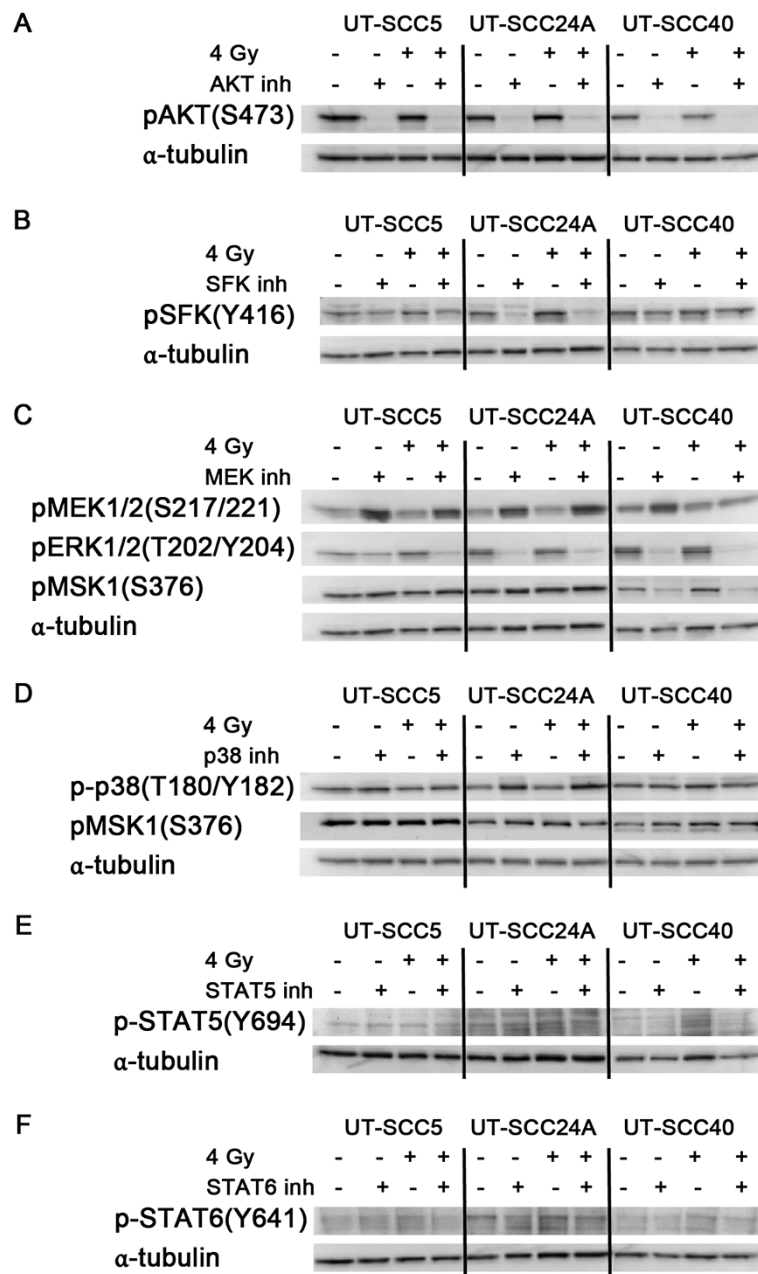 A
UT-SCC5 UT-SCC24A UT-SCC40
4 Gy - - + + - - + + - - + +
AKT inh - + - + - + - + - + - +
pAKT(S473)
α-tubulin
B
UT-SCC5 UT-SCC24A UT-SCC40
4 Gy - - + + - - + + - - + +
SFK inh - + - + - + - + - + - +
pSFK(Y416)
α-tubulin
C
UT-SCC5 UT-SCC24A UT-SCC40
4 Gy - - + + - - + + - - + +
MEK inh - + - + - + - + - + - +
pMEK1/2(S217/221)
pERK1/2(T202/Y204)
pMSK1(S376)
α-tubulin
D
UT-SCC5 UT-SCC24A UT-SCC40
4 Gy - - + + - - + + - - + +
p38 inh - + - + - + - + - + - +
p-p38(T180/Y182)
pMSK1(S376)
α-tubulin
E
UT-SCC5 UT-SCC24A UT-SCC40
4 Gy - - + + - - + + - - + +
STAT5 inh - + - + - + - + - + - +
p-STAT5(Y694)
α-tubulin
F
UT-SCC5 UT-SCC24A UT-SCC40
4 Gy - - + + - - + + - - + +
STAT6 inh - + - + - + - + - + - +
p-STAT6(Y641)
α-tubulin